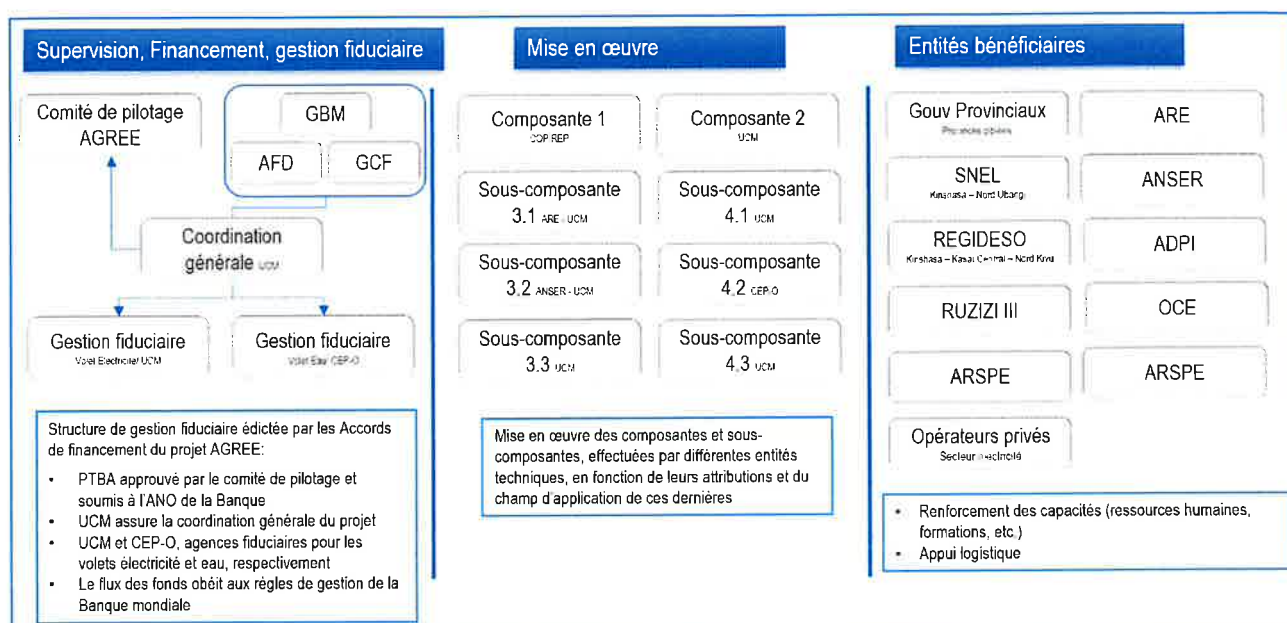 Supervision, Financement, gestion fiduciaire
Comité de pilotage
AGREE
GBM
AFD
GCF
Coordination
générale UCM
Gestion fiduciaire
Volet Electricité/ UCM
Gestion fiduciaire
Volet Eau/ CEP-O
Structure de gestion fiduciaire édictée par les Accords
de financement du projet AGREE:
• PTBA approuvé par le comité de pilotage et
soumis à l'ANO de la Banque
• UCM assure la coordination générale du projet
• UCM et CEP-O, agences fiduciaires pour les
volets électricité et eau, respectivement
• Le flux des fonds obéit aux règles de gestion de la
Banque mondiale
Mise en œuvre
Composante 1
COP REP
Composante 2
UCM
Sous-composante
3.1 ARE - UCM
Sous-composante
4.1 UCM
Sous-composante
3.2 ANSER - UCM
Sous-composante
4.2 CEP-O
Sous-composante
3.3 UCM
Sous-composante
4.3 UCM
Mise en œuvre des composantes et sous-
composantes, effectuées par différentes entités
techniques, en fonction de leurs attributions et du
champ d'application de ces dernières
Entités bénéficiaires
Gouv Provinciaux
ARE
SNEL
Kinshasa – Nord Ubangi
ANSER
REGIDESO
Kinshasa – Kasaï Central – Nord Kivu
ADPI
RUZIZI III
OCE
ARSPE
ARSPE
Opérateurs privés
Secteur électricité
• Renforcement des capacités (ressources humaines,
formations, etc.)
• Appui logistique